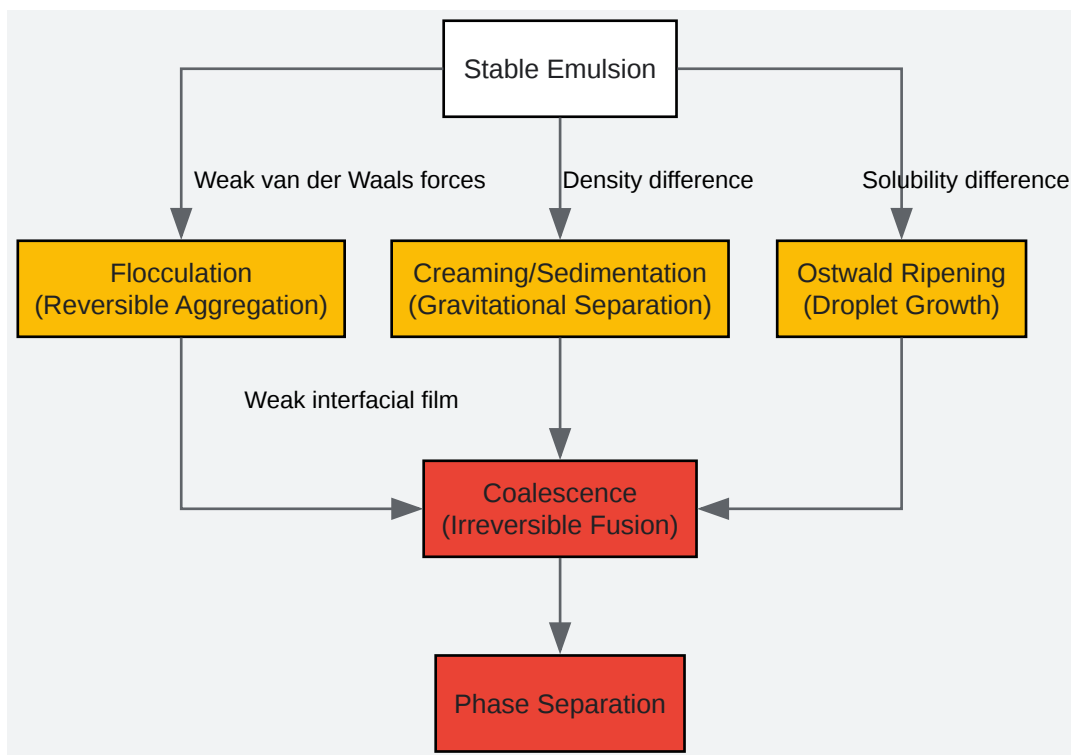 Stable Emulsion
Weak van der Waals forces
Density difference
Solubility difference
Flocculation
(Reversible Aggregation)
Creaming/Sedimentation
(Gravitational Separation)
Ostwald Ripening
(Droplet Growth)
Weak interfacial film
Coalescence
(Irreversible Fusion)
Phase Separation